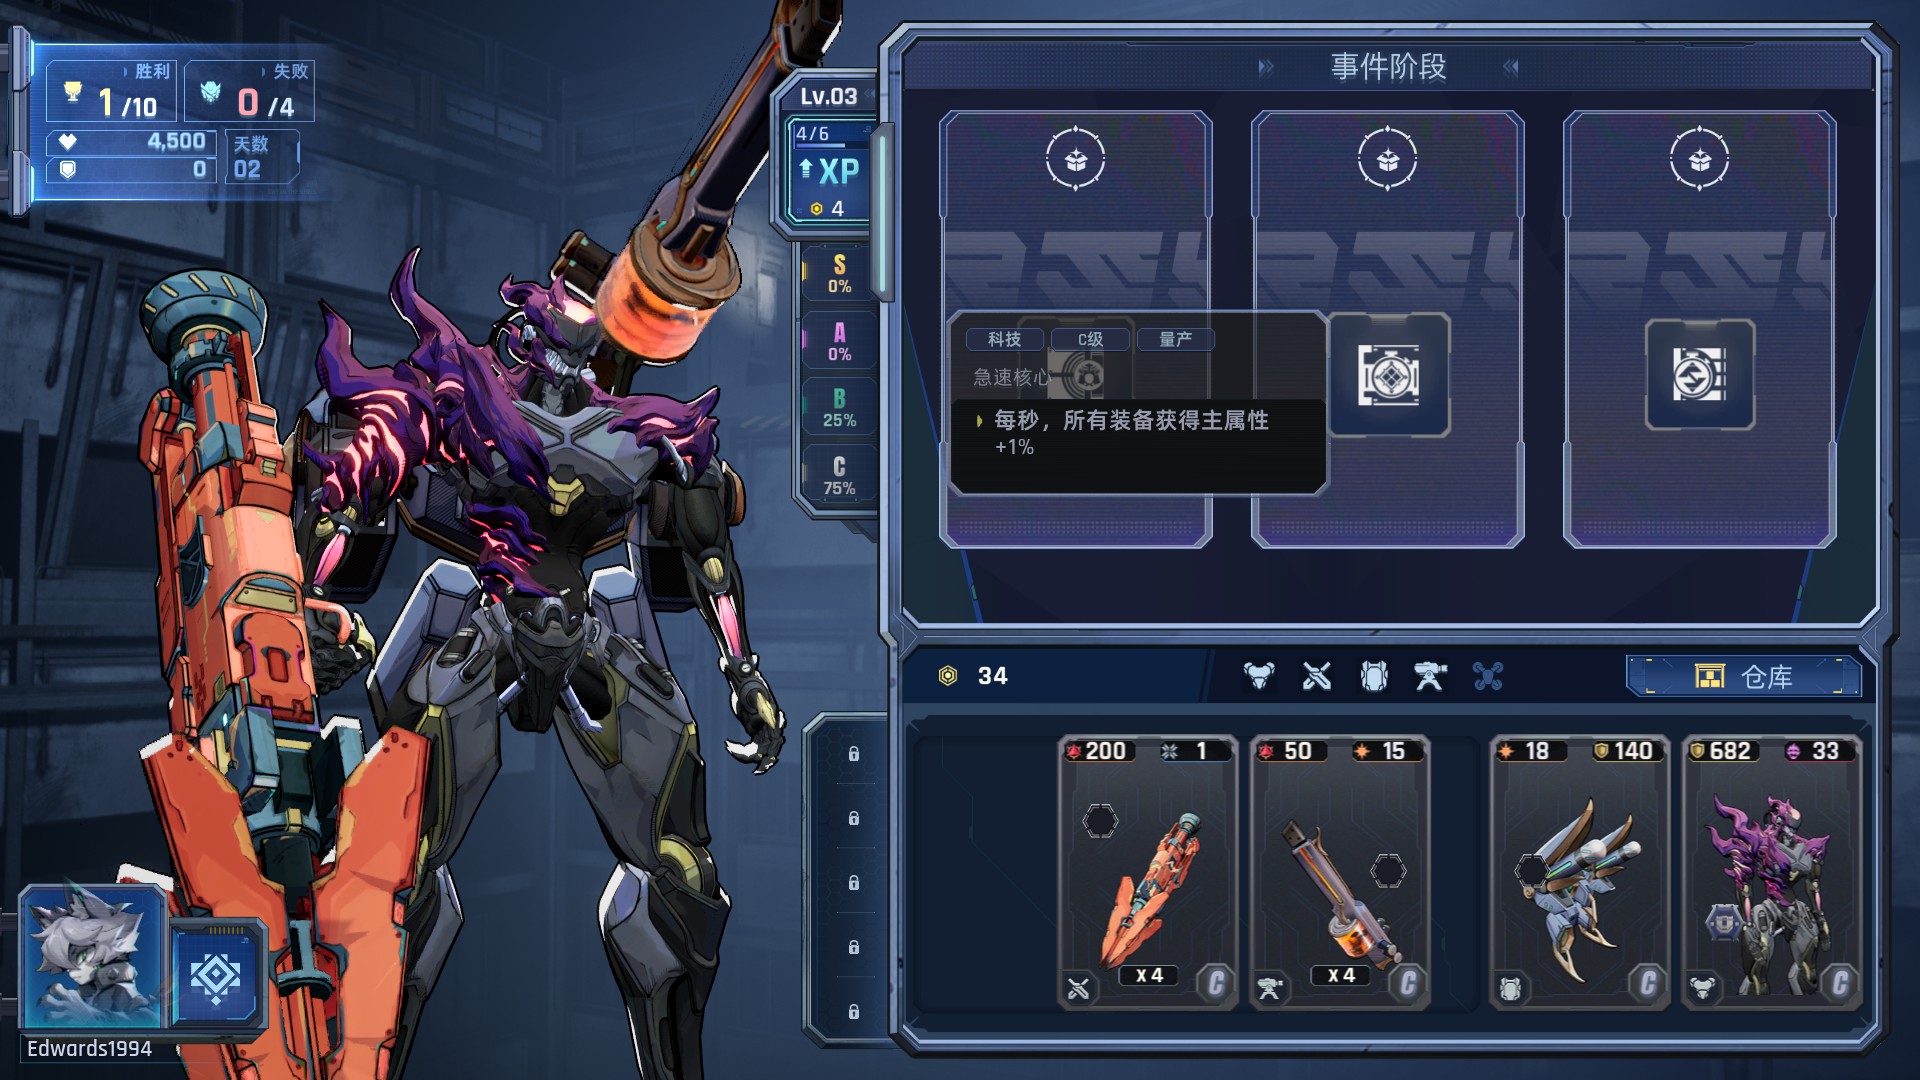 胜利
1/10
失败
0/4
4,500
0
天数
02
Lv.03
4/6
XP
4
S
0%
A
0%
B
25%
C
75%
事件阶段
科技
C级
量产
急速核心
每秒，所有装备获得主属性
+1%
34
仓库
200
1
50
15
18
140
682
33
x4
C
x4
C
C
C
Edwards1994